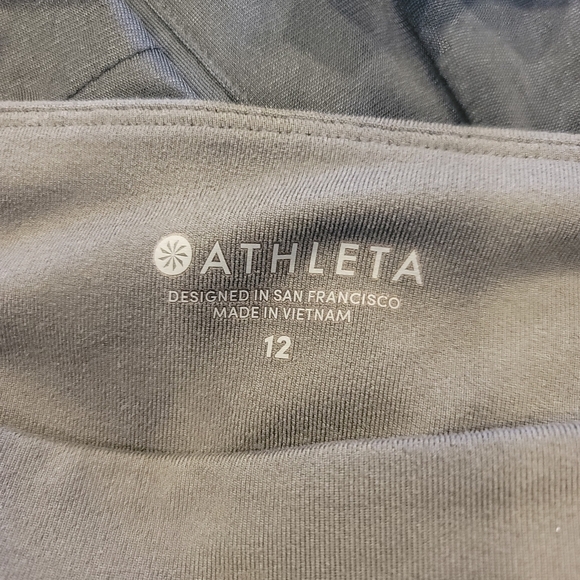 ATHLETA
DESIGNED IN SAN FRANCISCO
MADE IN VIETNAM
12